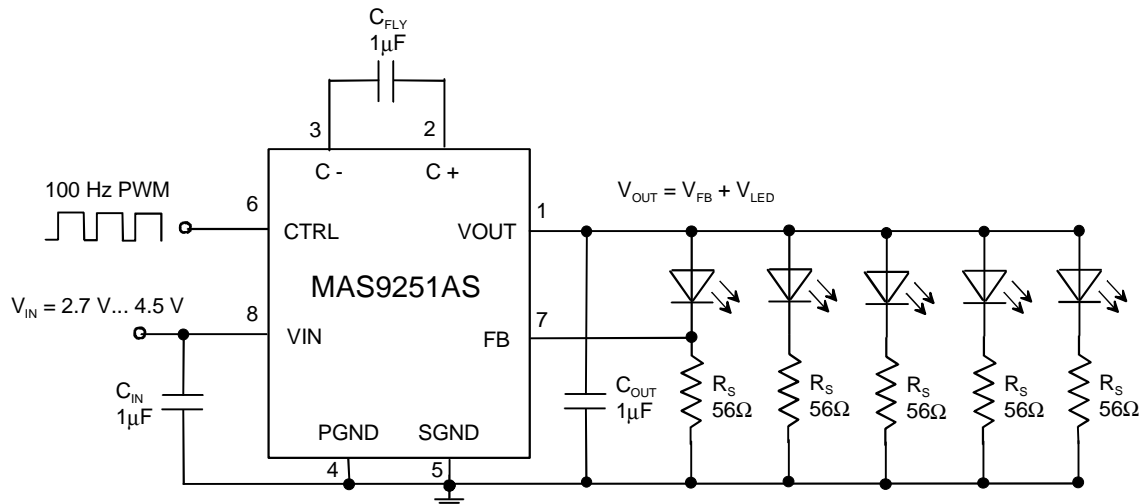 C_FLY
1µF
3
2
C -
C +
100 Hz PWM
6
CTRL
1
VOUT
V_OUT = V_FB + V_LED
MAS9251AS
V_IN = 2.7 V... 4.5 V
8
VIN
7
FB
C_IN
1µF
C_OUT
1µF
R_S
56Ω
R_S
56Ω
R_S
56Ω
R_S
56Ω
R_S
56Ω
PGND
SGND
4
5